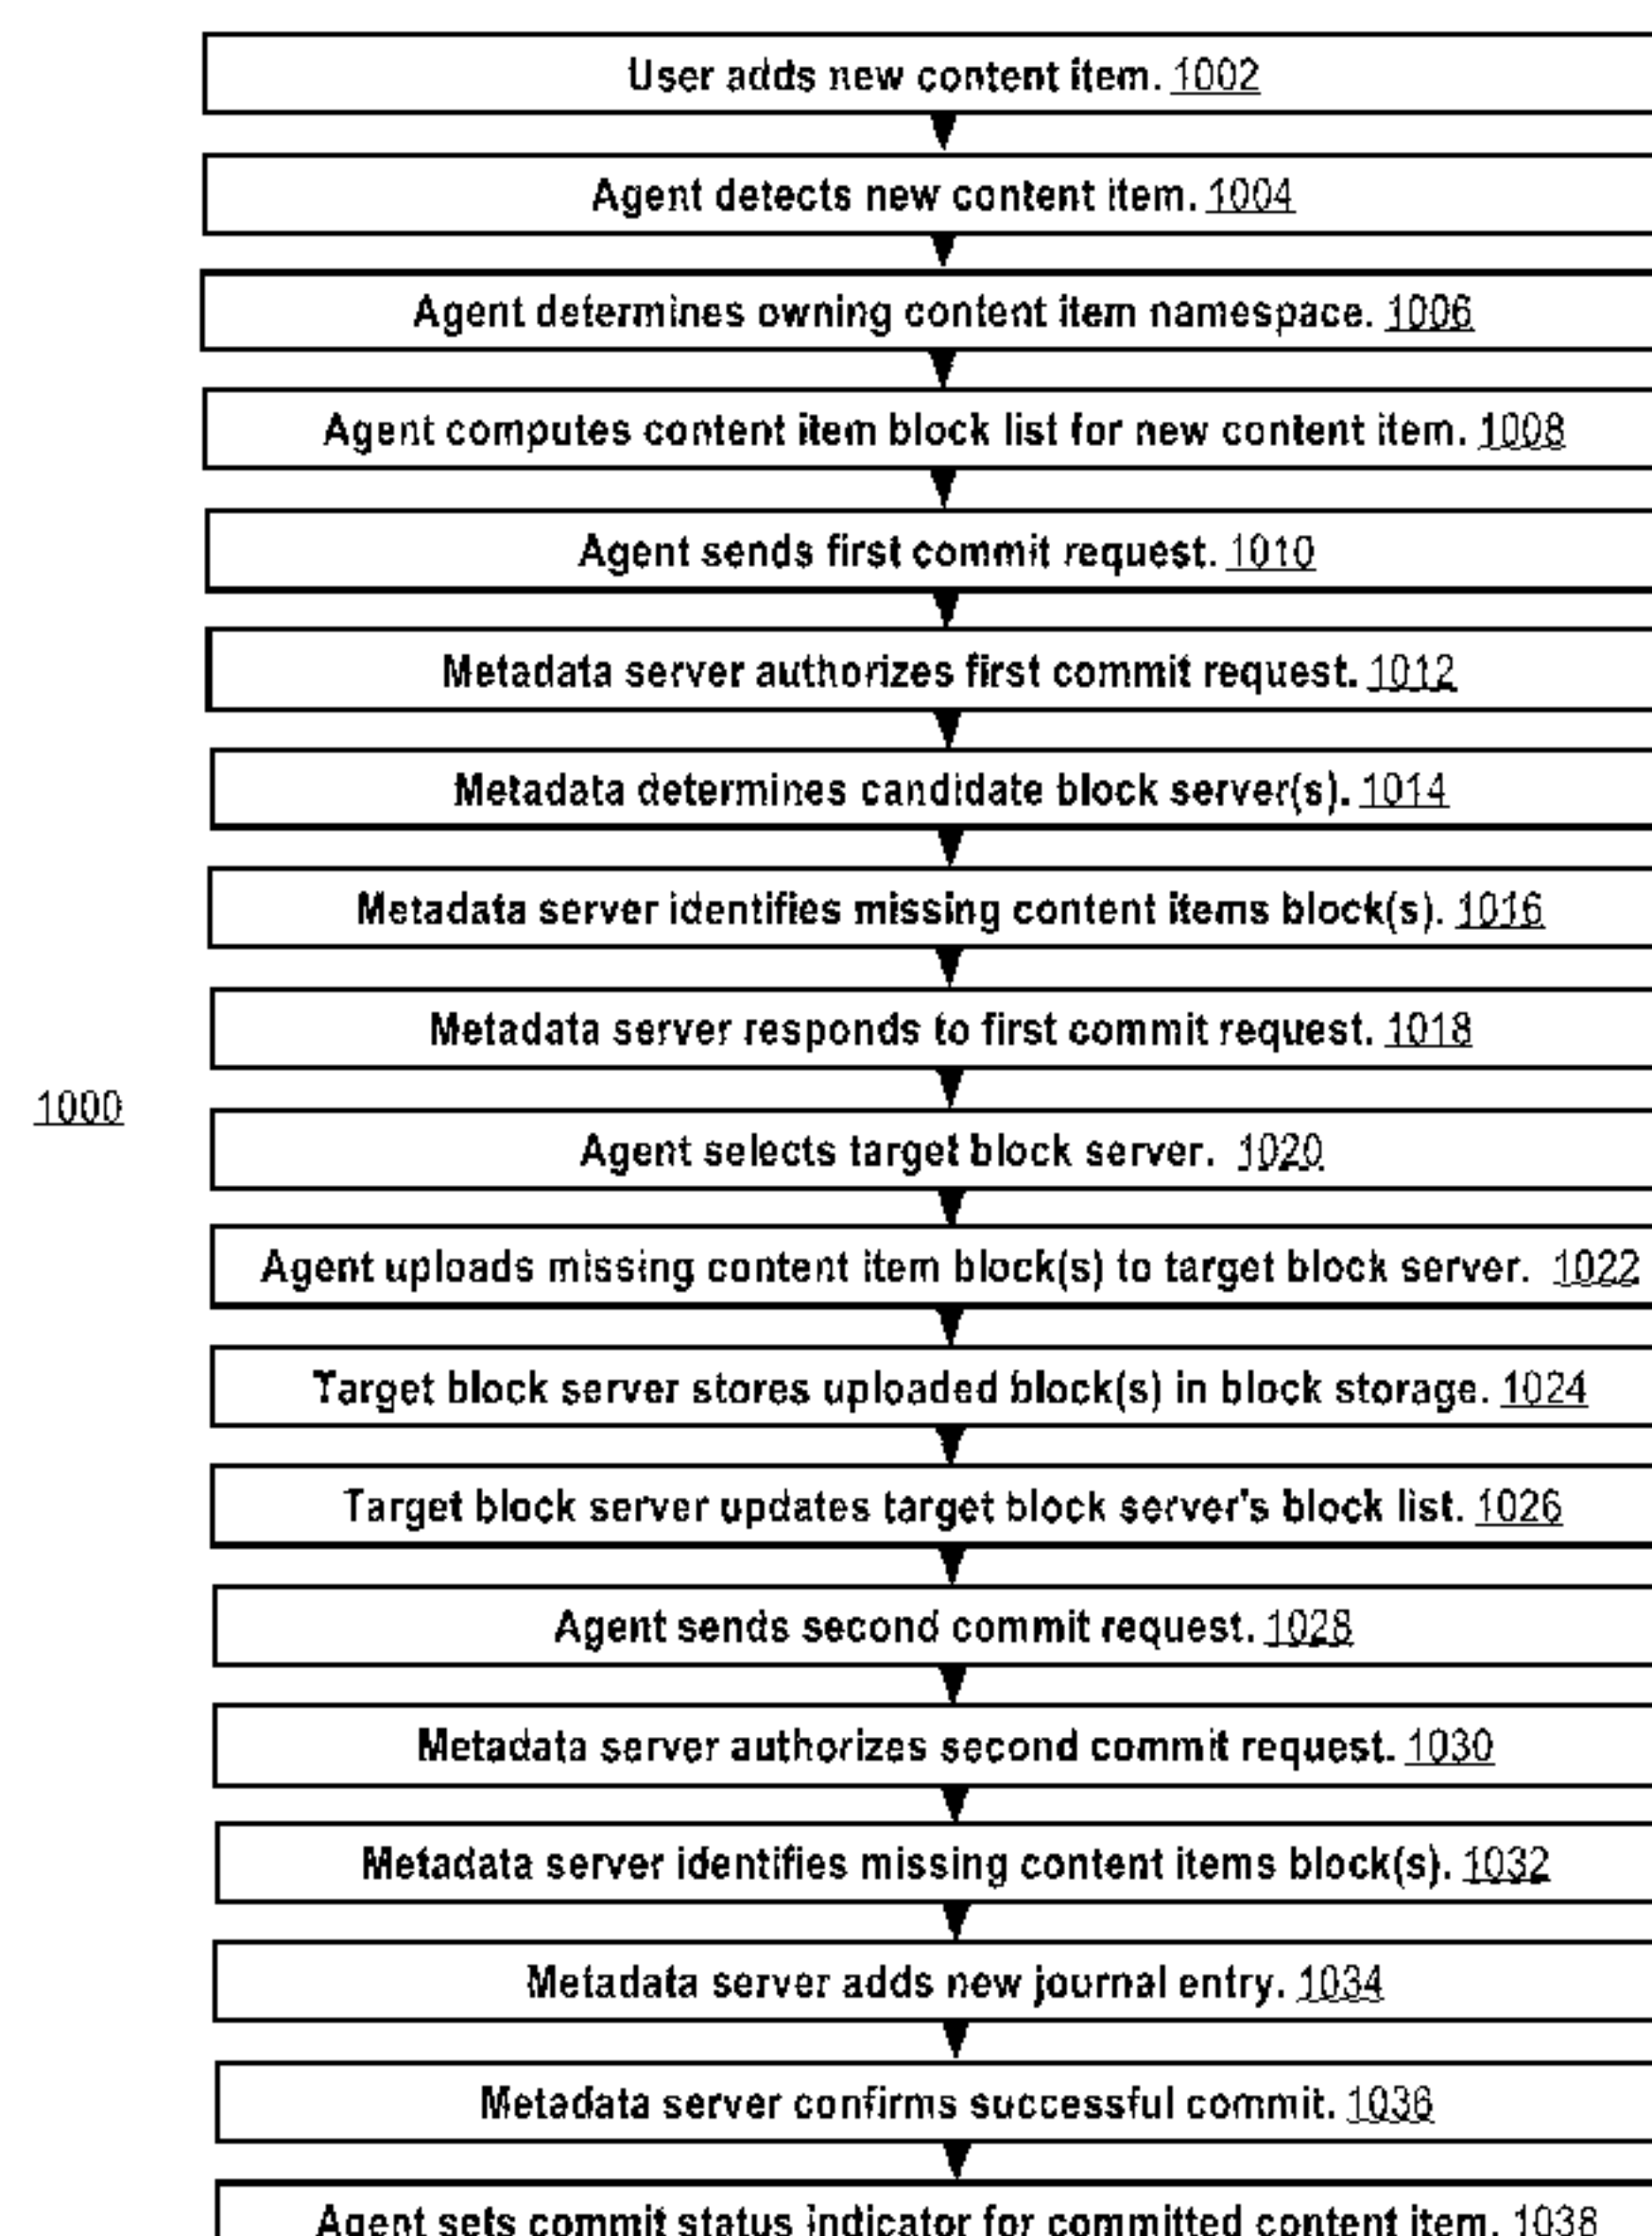 User adds new content item. 1002
Agent detects new content item. 1004
Agent determines owning content item namespace. 1006
Agent computes content item block list for new content item. 1008
Agent sends first commit request. 1010
Metadata server authorizes first commit request. 1012
Metadata determines candidate block server(s). 1014
Metadata server identifies missing content items block(s). 1016
Metadata server responds to first commit request. 1018
1000
Agent selects target block server. 1020
Agent uploads missing content item block(s) to target block server. 1022
Target block server stores uploaded block(s) in block storage. 1024
Target block server updates target block server's block list. 1026
Agent sends second commit request. 1028
Metadata server authorizes second commit request. 1030
Metadata server identifies missing content items block(s). 1032
Metadata server adds new journal entry. 1034
Metadata server confirms successful commit. 1036
Agent sets commit status indicator for committed content item. 1038